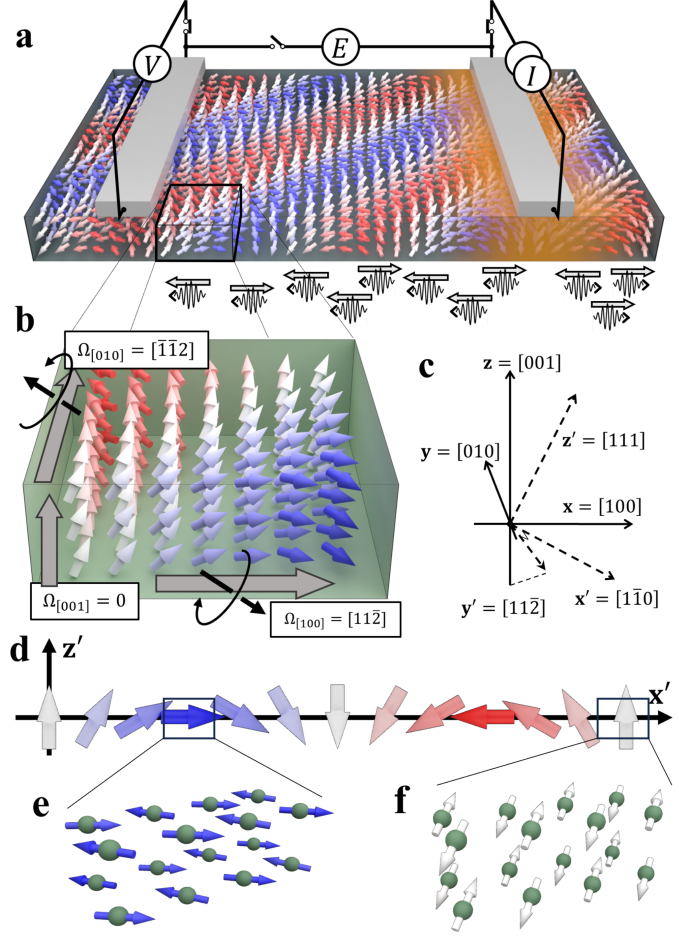 a
V
E
I
b
Ω[010] = [1̄1̄2]
c
z = [001]
z′ = [111]
y = [010]
x = [100]
Ω[001] = 0
Ω[100] = [112̄]
y′ = [112̄]
x′ = [11̄0]
d
z′
x′
e
f